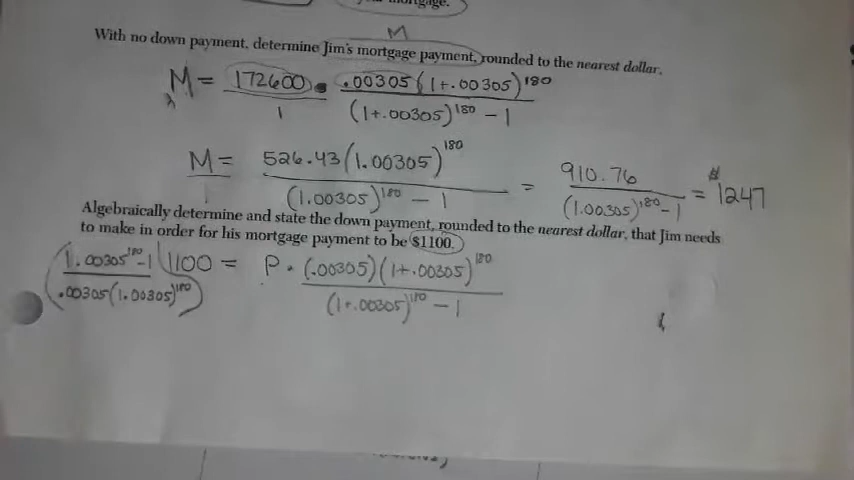 mortgage.
M
With no down payment, determine Jim's mortgage payment, rounded to the nearest dollar.
M = 172600/1 • .00305(1+.00305)^180/(1+.00305)^180 - 1
M = 526.43(1.00305)^180/(1.00305)^180 - 1 = 910.76/(1.00305)^180 - 1 = $1247
Algebraically determine and state the down payment, rounded to the nearest dollar, that Jim needs
to make in order for his mortgage payment to be $1100.
(1.00305^180 - 1/.00305(1.00305)^180) 1100 = P • (.00305)(1+.00305)^180/(1+.00305)^180 - 1